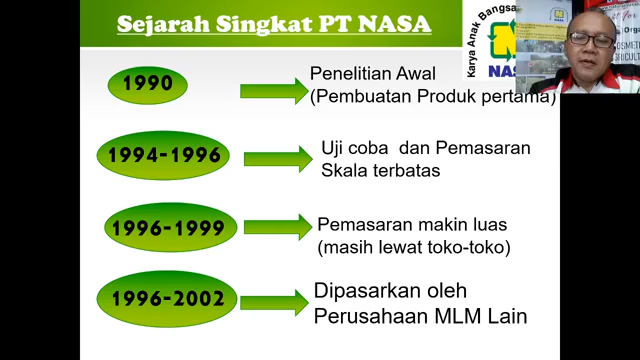 Sejarah Singkat PT NASA
Karya Anak Bangsa
NAS
1990
Penelitian Awal
(Pembuatan Produk pertama)
1994-1996
Uji coba dan Pemasaran
Skala terbatas
1996-1999
Pemasaran makin luas
(masih lewat toko-toko)
1996-2002
Dipasarkan oleh
Perusahaan MLM Lain